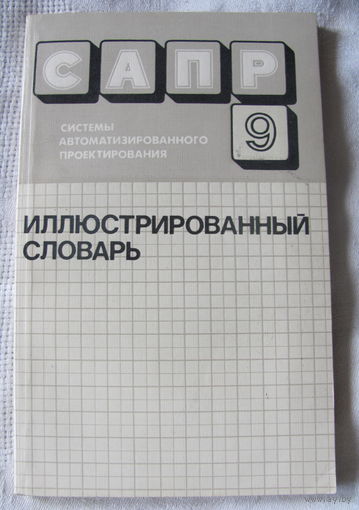 САПР
9
СИСТЕМЫ
АВТОМАТИЗИРОВАННОГО
ПРОЕКТИРОВАНИЯ
ИЛЛЮСТРИРОВАННЫЙ
СЛОВАРЬ